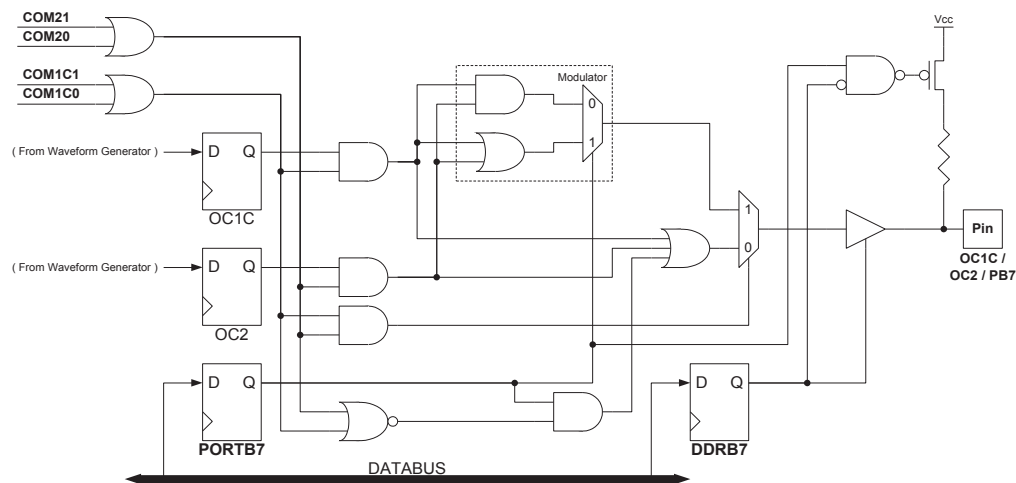 COM21
COM20
Vcc
COM1C1
COM1C0
Modulator
0
1
( From Waveform Generator )
D Q
OC1C
1
0
Pin
OC1C /
OC2 / PB7
( From Waveform Generator )
D Q
OC2
D Q
PORTB7
D Q
DDRB7
DATABUS